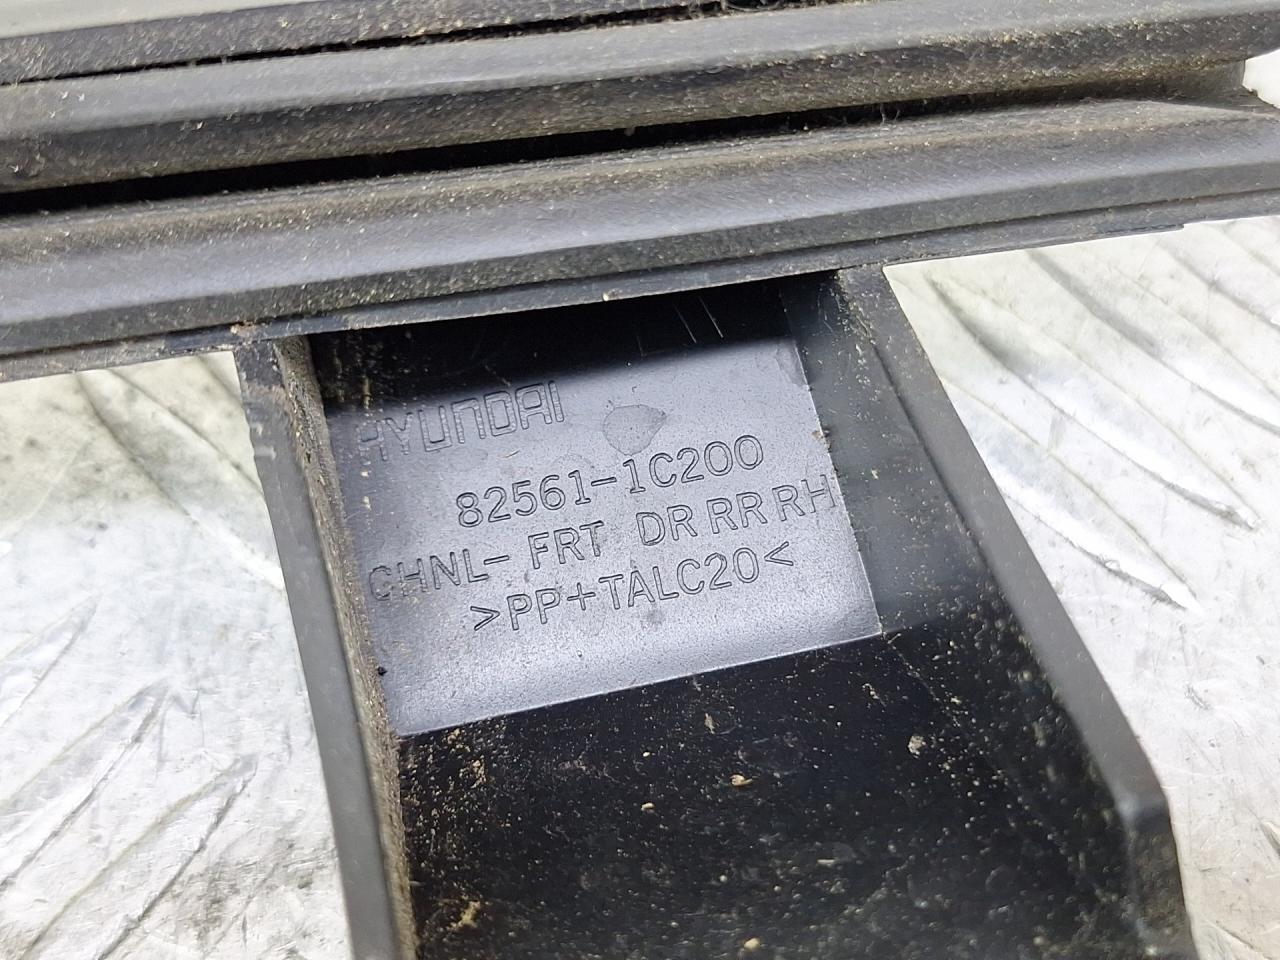 HYUNDAI
82561-1C200
CHNL- FRT DR RR RH
>PP+TALC20<